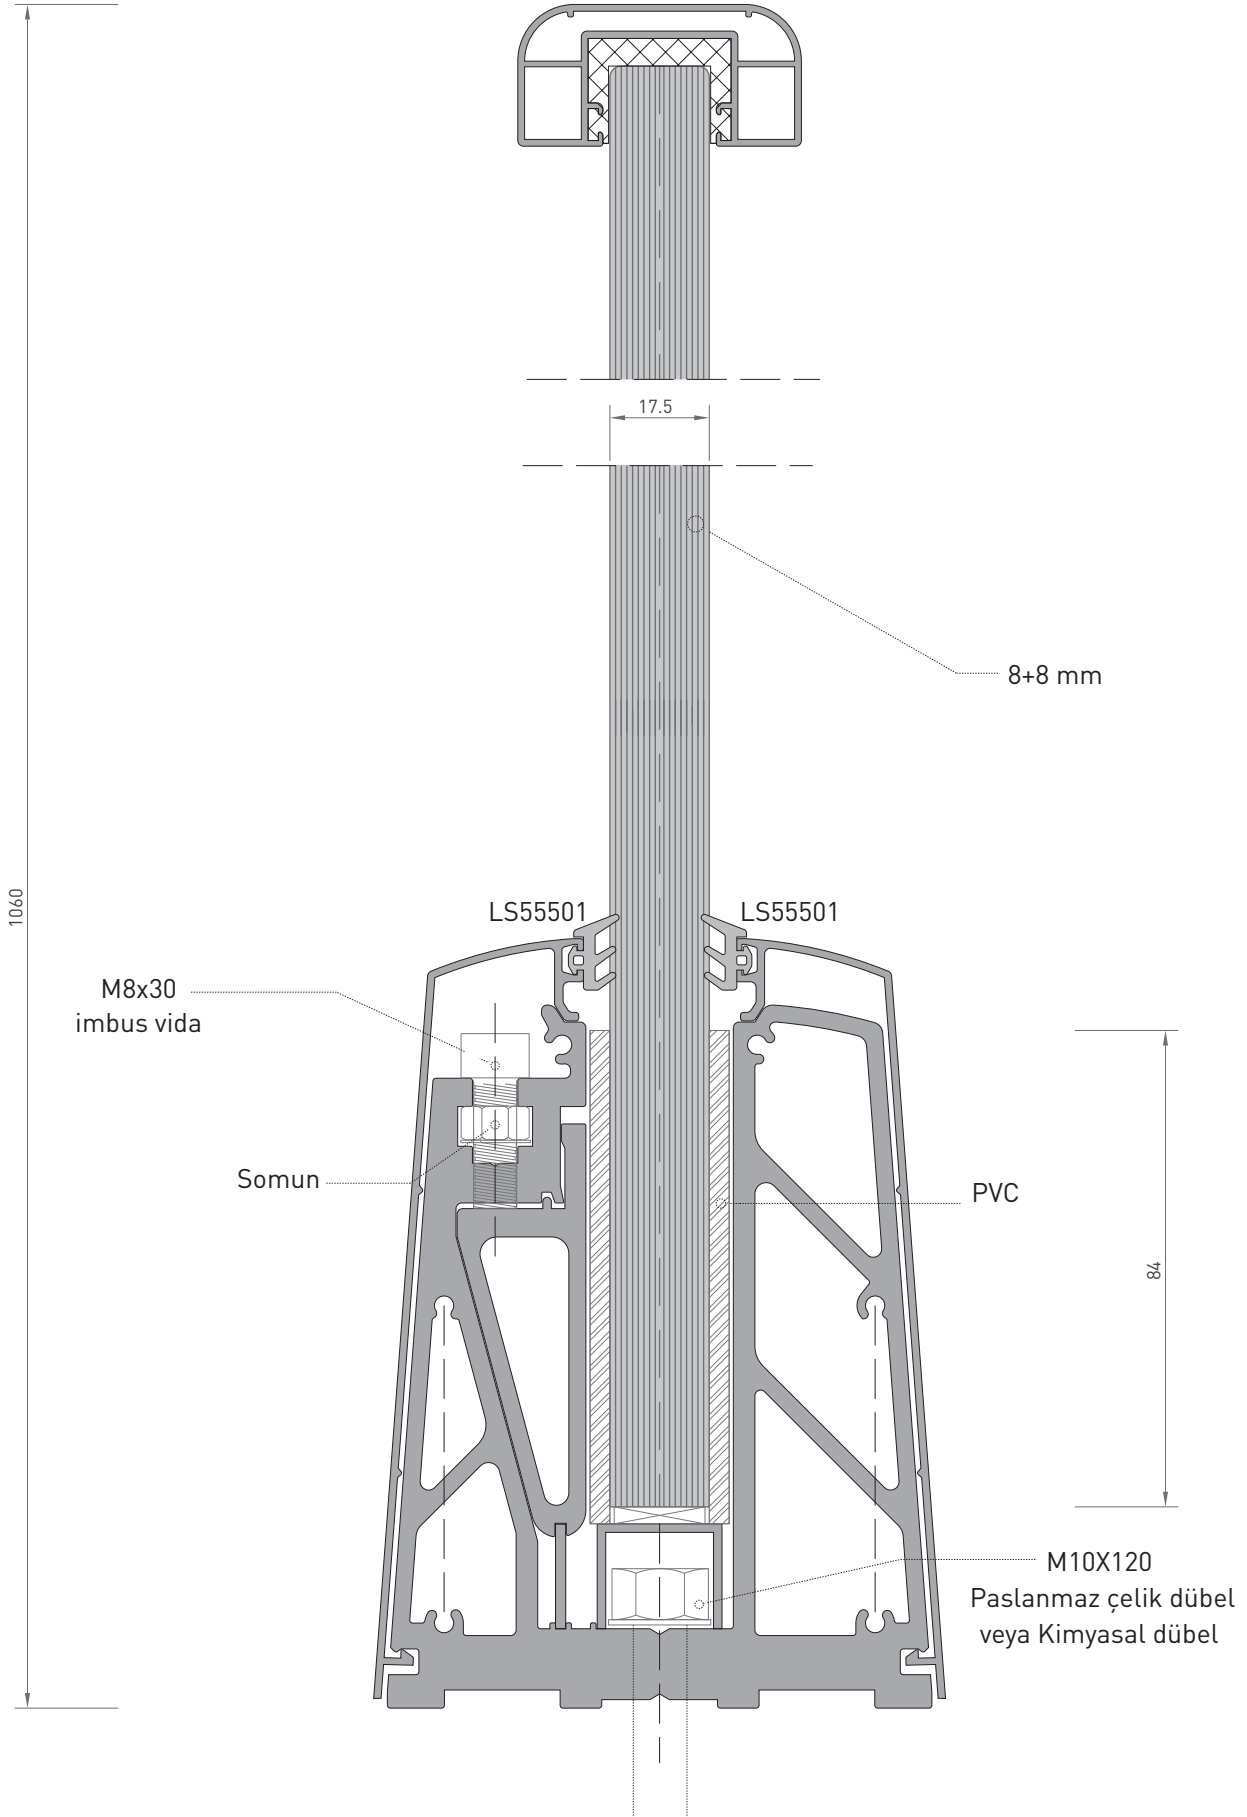 17.5
8+8 mm
1060
LS55501
LS55501
M8x30
imbus vida
Somun
PVC
84
M10X120
Paslanmaz çelik dübel
veya Kimyasal dübel